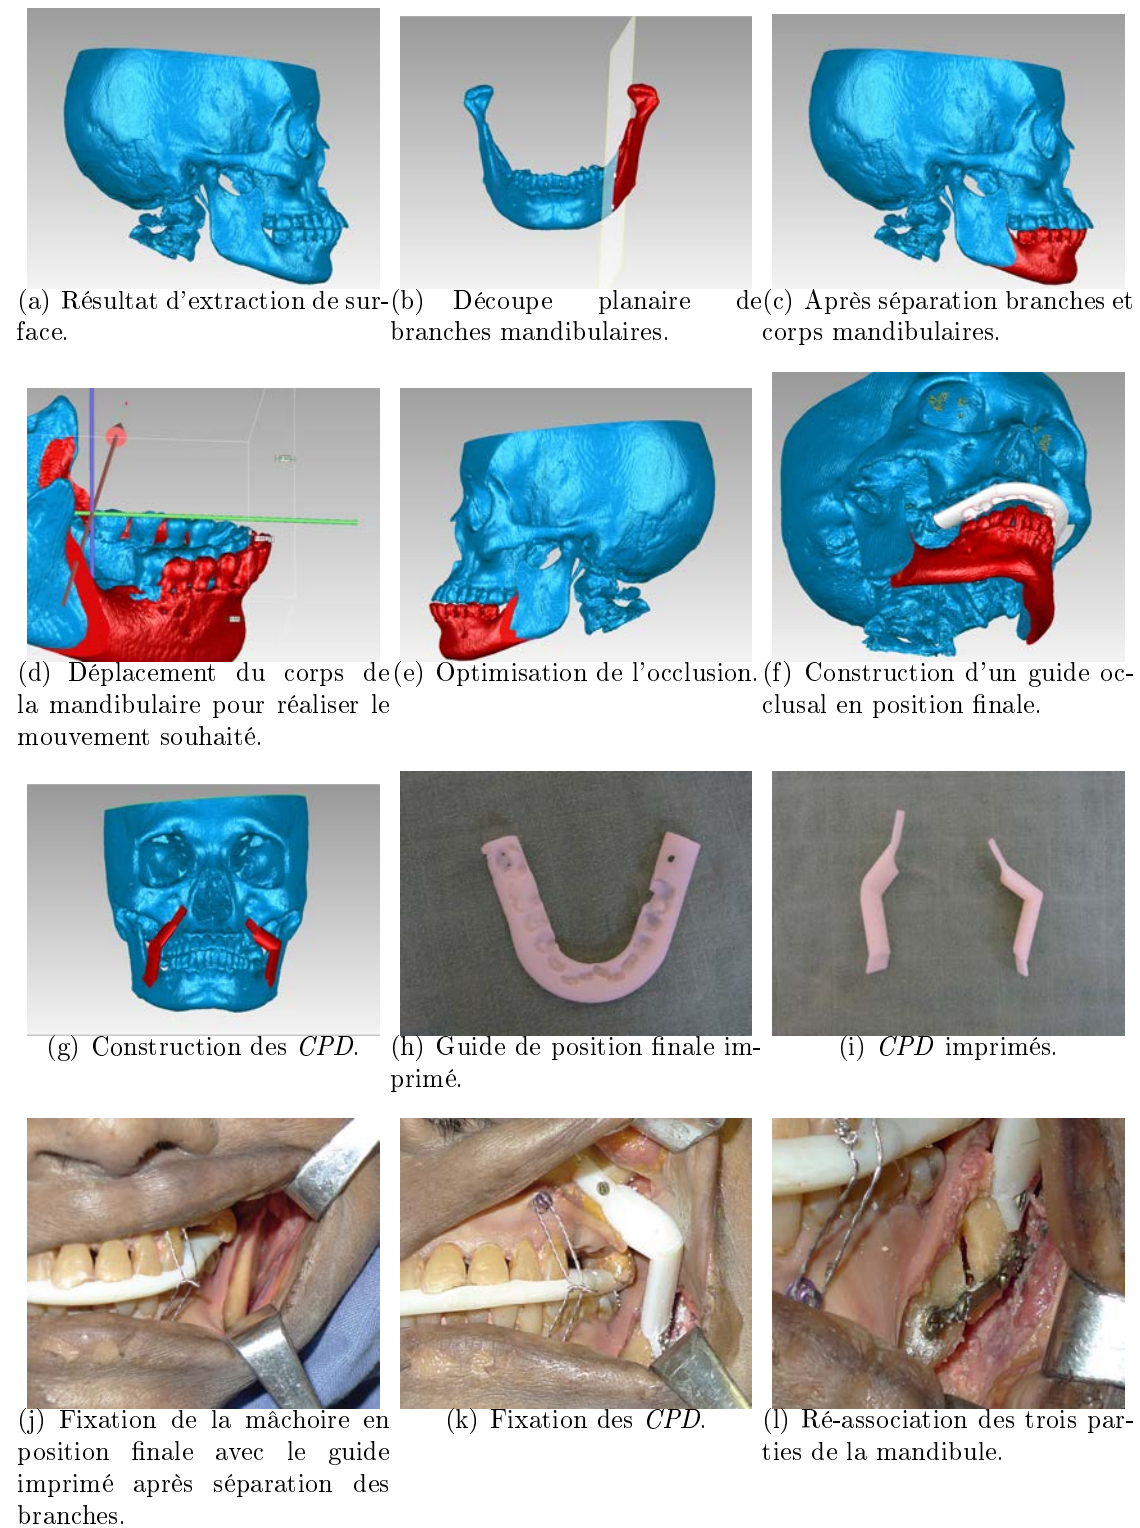 (a) Résultat d'extraction de sur-
face.
(b) Découpe planaire de
branches mandibulaires.
(c) Après séparation branches et
corps mandibulaires.
(d) Déplacement du corps de
la mandibulaire pour réaliser le
mouvement souhaité.
(e) Optimisation de l'occlusion.
(f) Construction d'un guide oc-
clusal en position finale.
(g) Construction des CPD.
(h) Guide de position finale im-
primé.
(i) CPD imprimés.
(j) Fixation de la mâchoire en
position finale avec le guide
imprimé après séparation des
branches.
(k) Fixation des CPD.
(l) Ré-association des trois par-
ties de la mandibule.